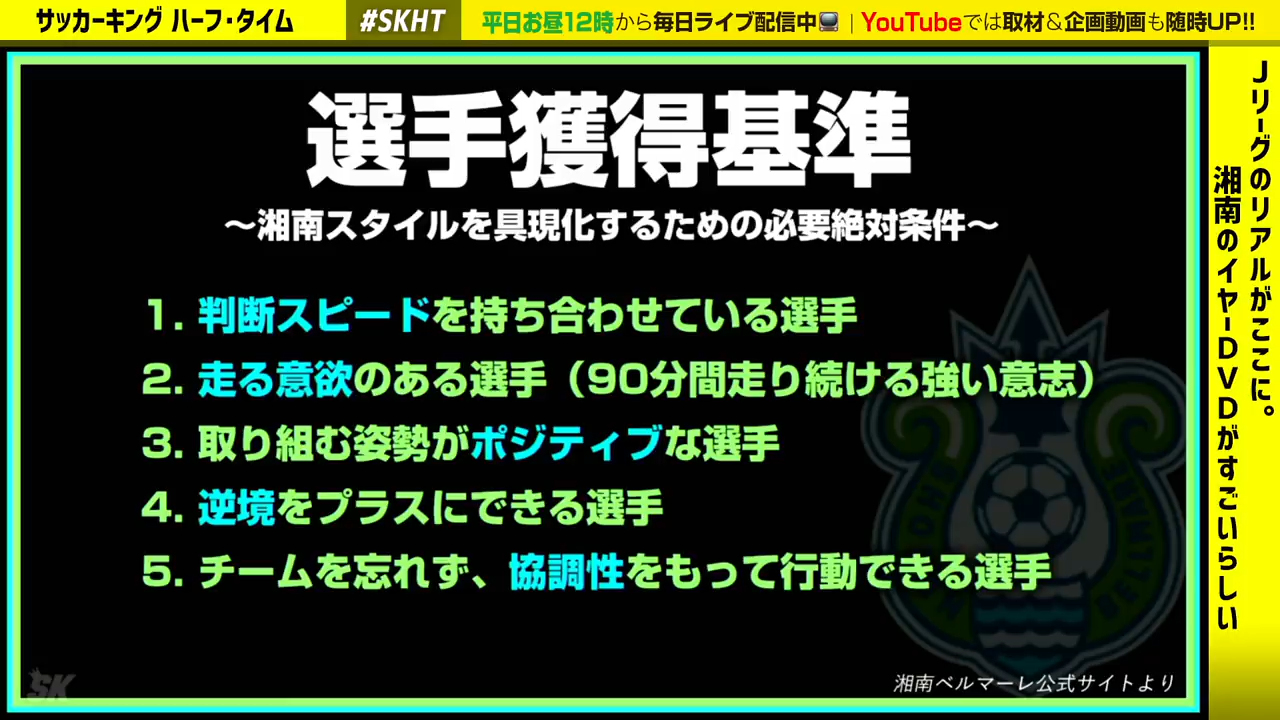 サッカーキング ハーフ・タイム
#SKHT
平日お昼12時から毎日ライブ配信中 | YouTubeでは取材&企画動画も随時UP!!
選手獲得基準
～湘南スタイルを具現化するための必要絶対条件～
1. 判断スピードを持ち合わせている選手
2. 走る意欲のある選手（90分間走り続ける強い意志）
3. 取り組む姿勢がポジティブな選手
4. 逆境をプラスにできる選手
5. チームを忘れず、協調性をもって行動できる選手
湘南ベルマーレ公式サイトより
SK
Jリーグのリアルがここに。
湘南のイヤーDVDがすごいらしい
BELLMARE